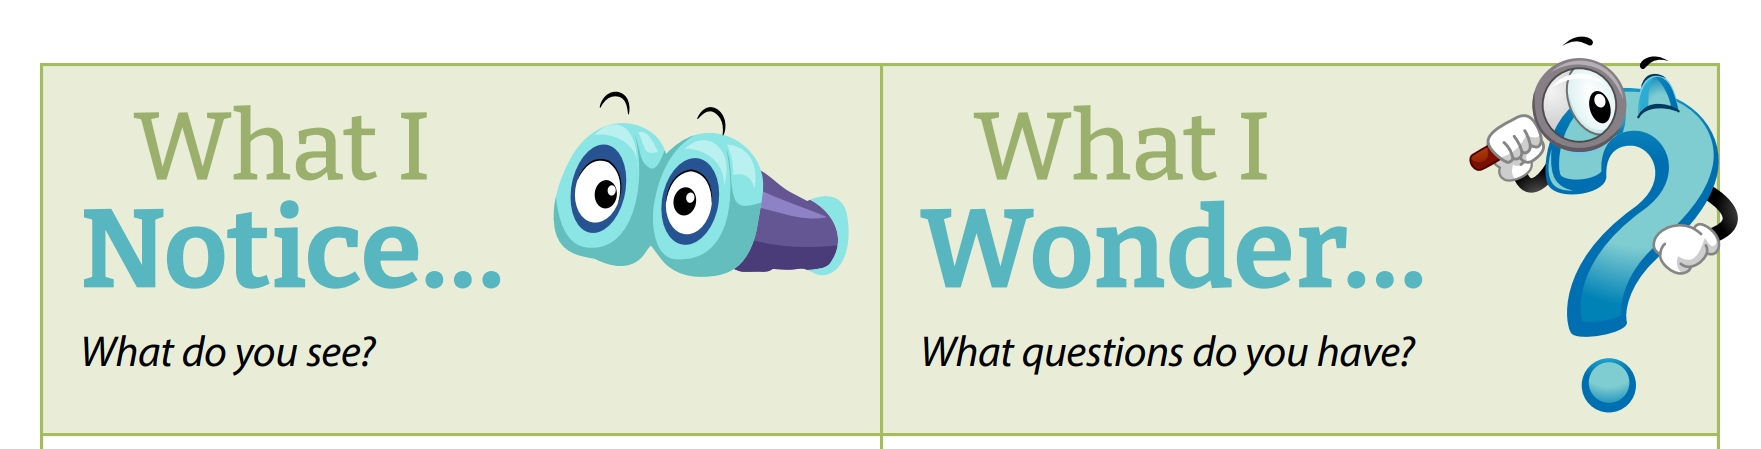 What I
Notice...
What do you see?
What I
Wonder...
What questions do you have?